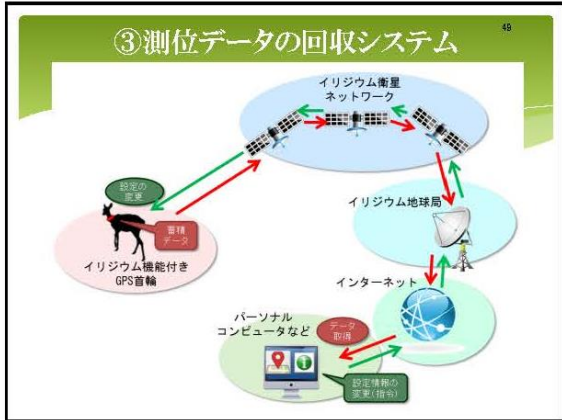 ③測位データの回収システム
49
イリジウム衛星
ネットワーク
設定の
変更
蓄積
データ
イリジウム機能付き
GPS首輪
イリジウム地球局
インターネット
パーソナル
コンピュータなど
データ
取得
設定情報の
変更(指令)